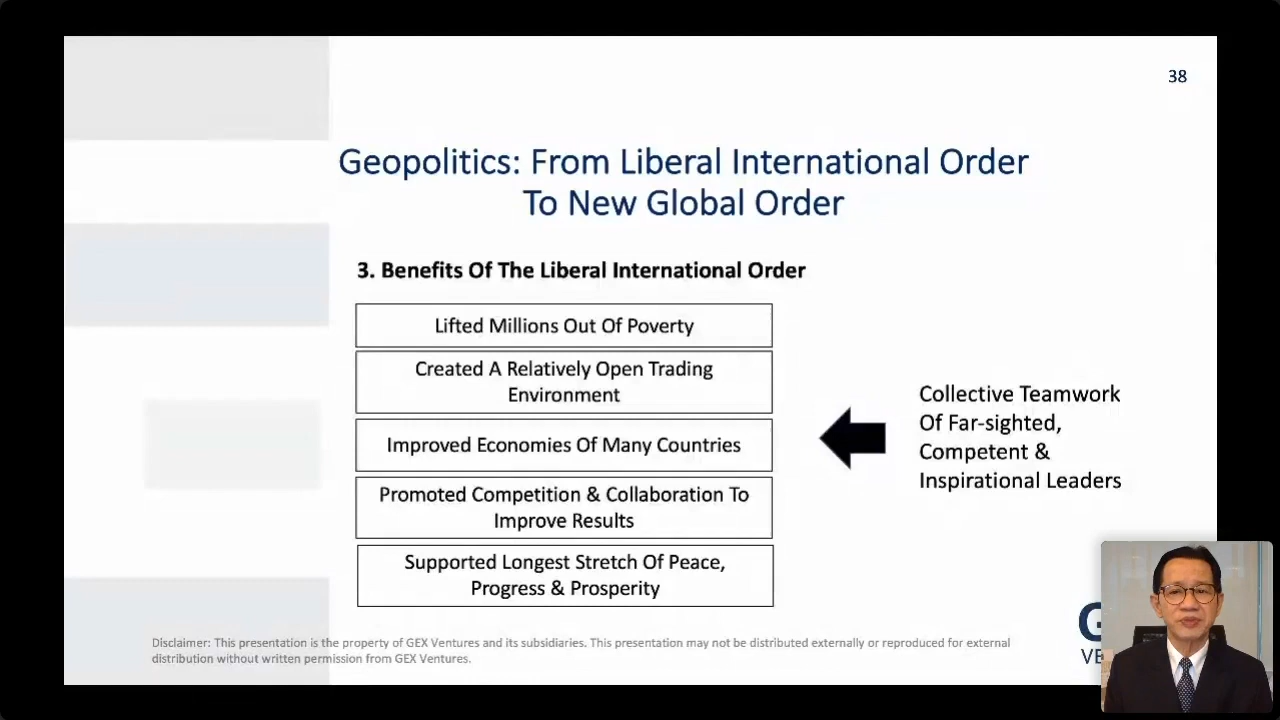 38
Geopolitics: From Liberal International Order
To New Global Order
3. Benefits Of The Liberal International Order
Lifted Millions Out Of Poverty
Created A Relatively Open Trading
Environment
Improved Economies Of Many Countries
Promoted Competition & Collaboration To
Improve Results
Supported Longest Stretch Of Peace,
Progress & Prosperity
Collective Teamwork
Of Far-sighted,
Competent &
Inspirational Leaders
Disclaimer: This presentation is the property of GEX Ventures and its subsidiaries. This presentation may not be distributed externally or reproduced for external
distribution without written permission from GEX Ventures.